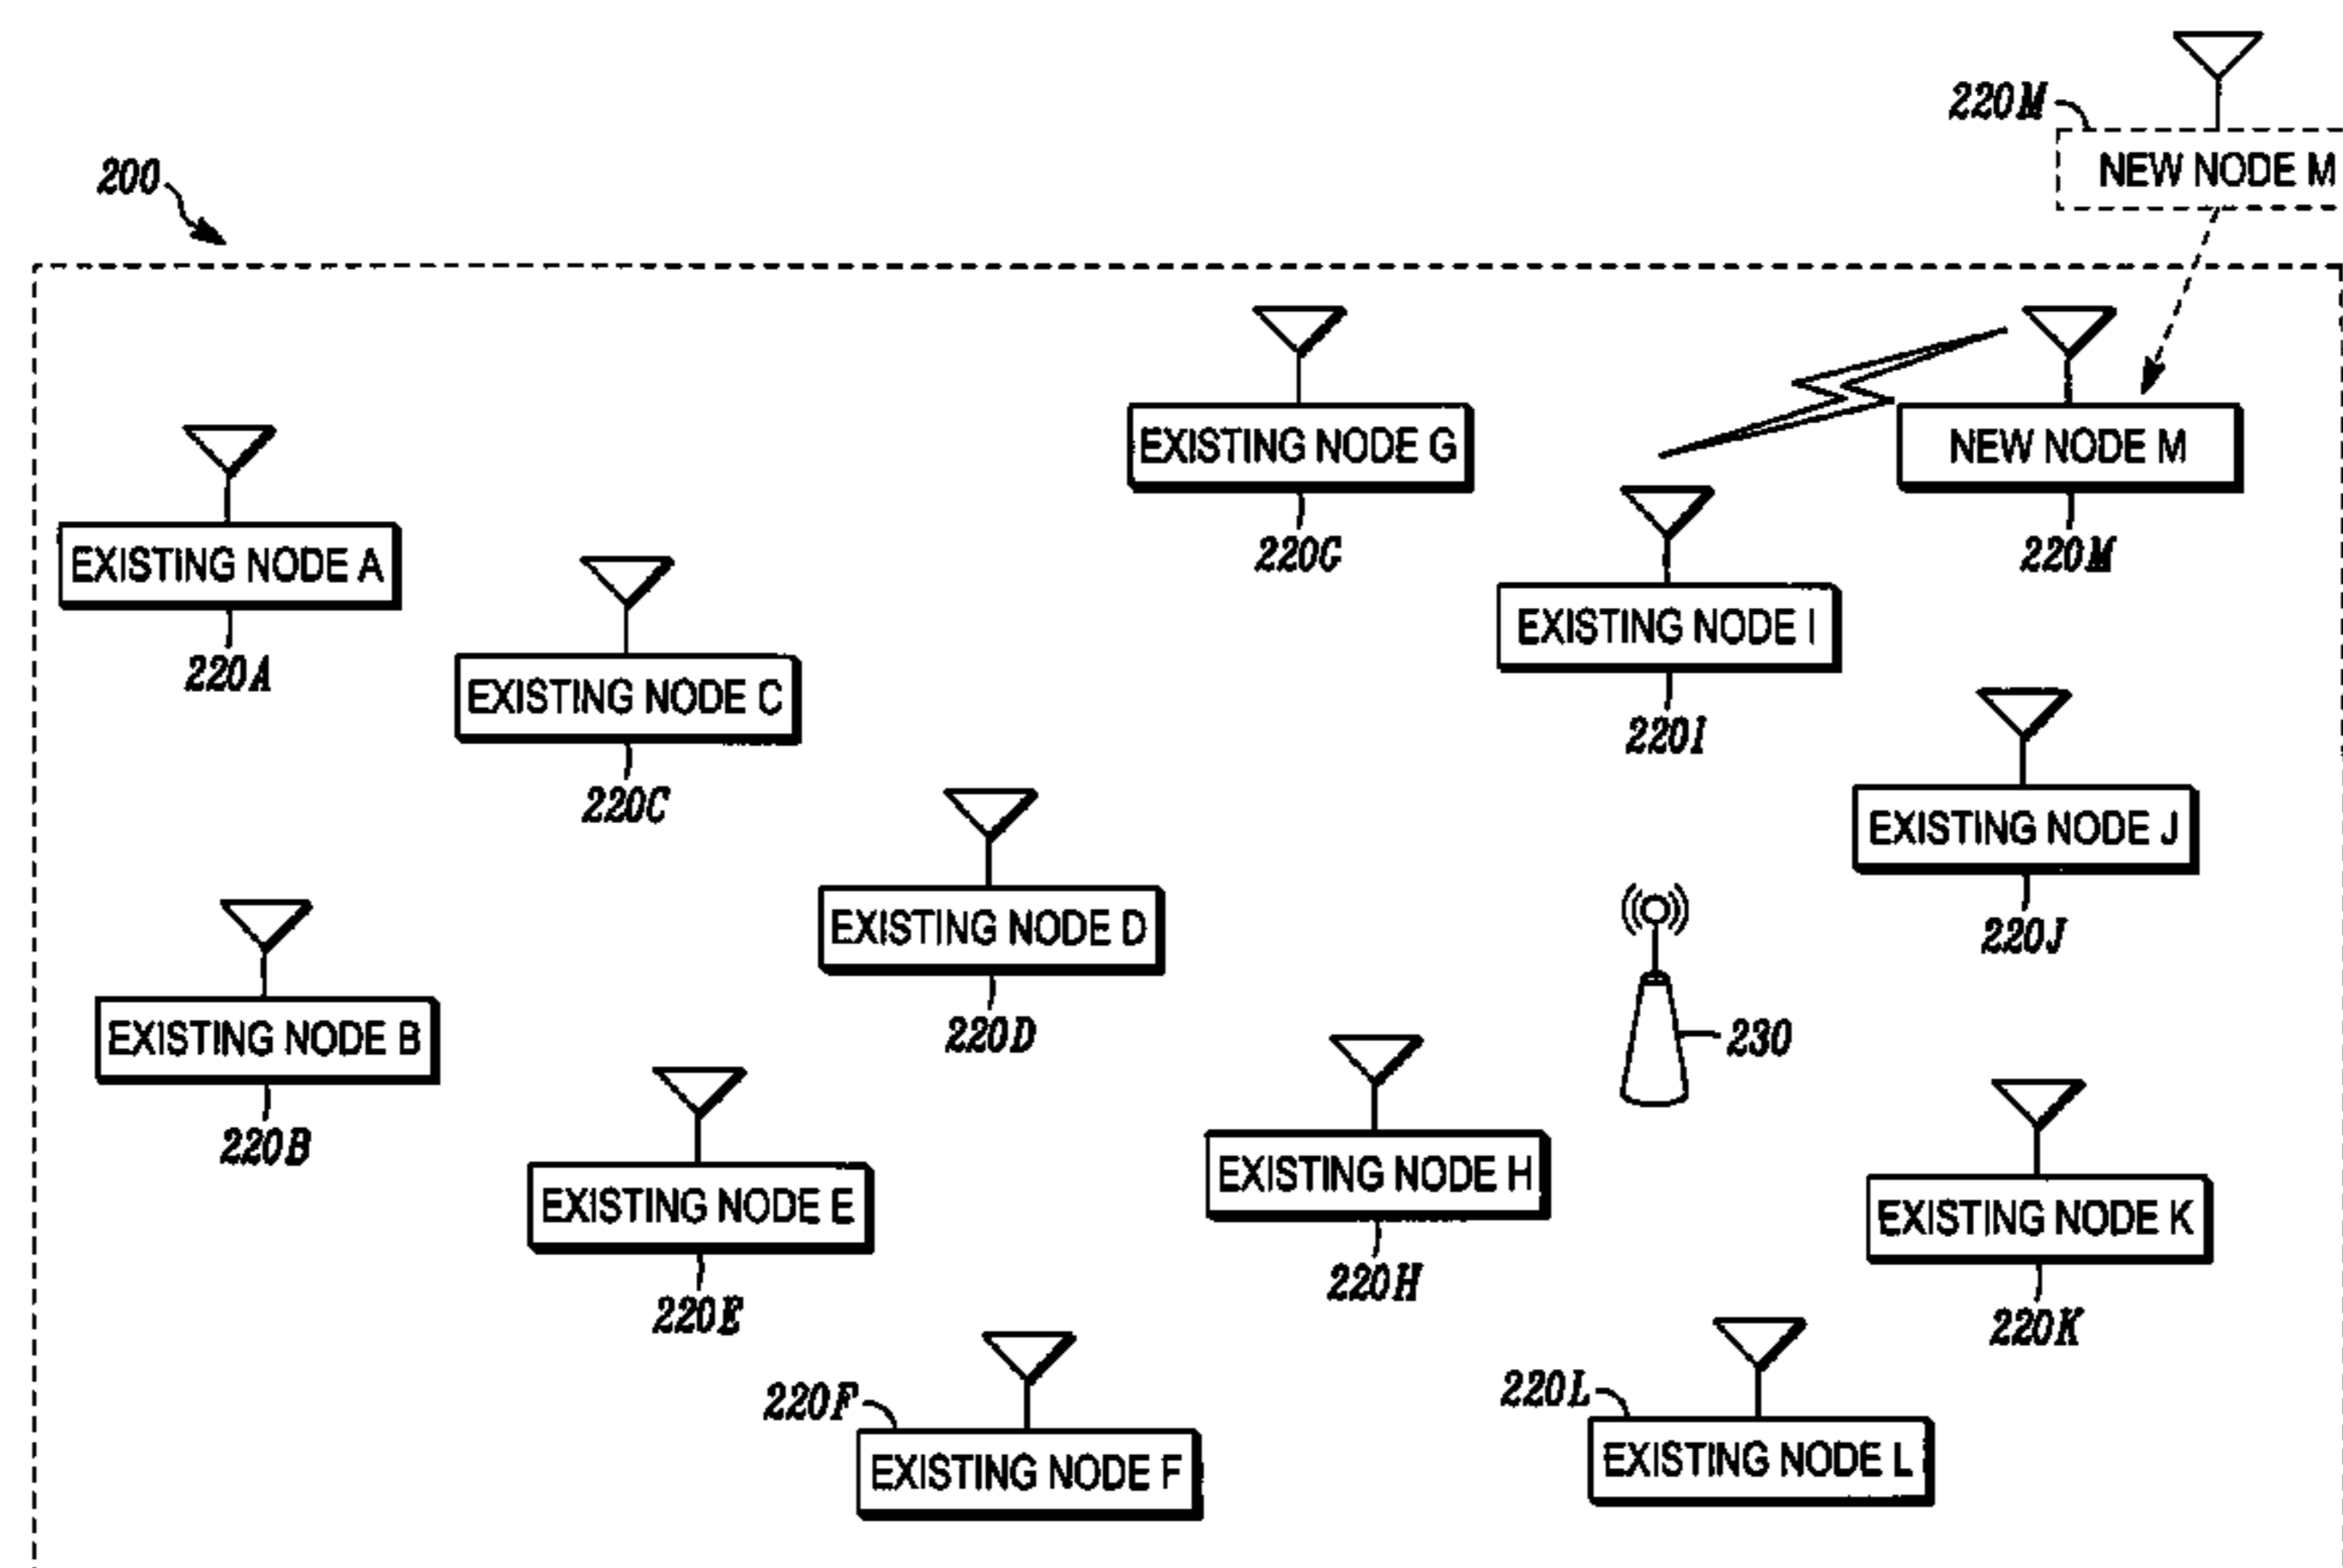 220M
NEW NODE M
200
EXISTING NODE G
220G
NEW NODE M
220M
EXISTING NODE A
220A
EXISTING NODE I
220I
EXISTING NODE C
220C
EXISTING NODE J
220J
EXISTING NODE D
220D
EXISTING NODE B
220B
230
EXISTING NODE H
220H
EXISTING NODE E
220E
EXISTING NODE K
220K
220F
EXISTING NODE F
220L
EXISTING NODE L